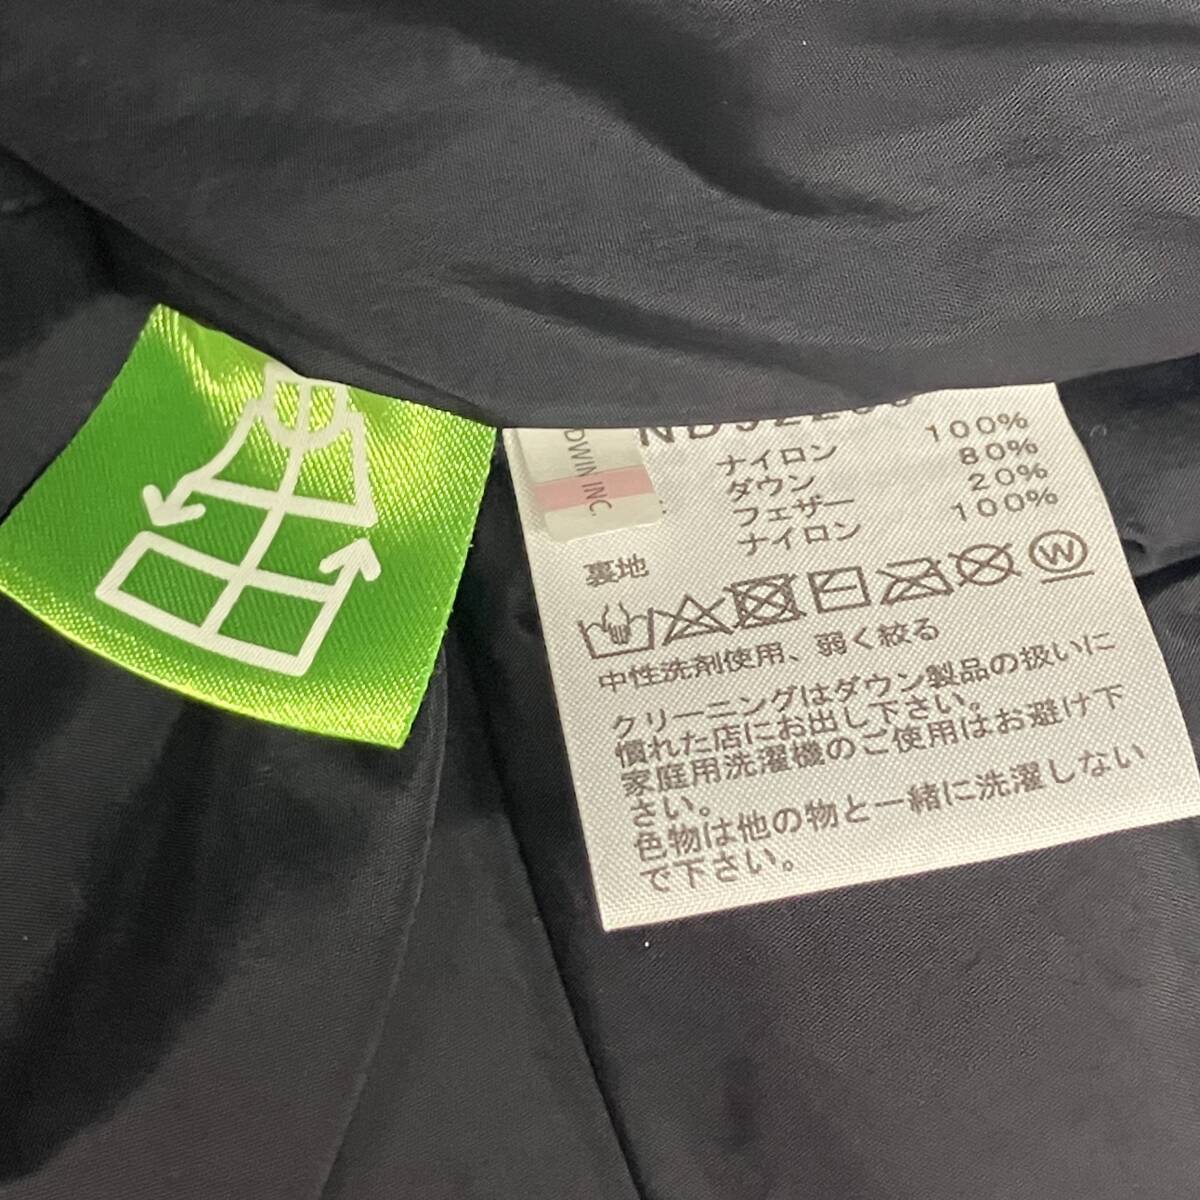 DWIN INC.
ナイロン 100%
ダウン 80%
フェザー 20%
裏地 ナイロン 100%
W
中性洗剤使用、弱く絞る
クリーニングはダウン製品の扱いに
慣れた店にお出し下さい。
家庭用洗濯機のご使用はお避け下
さい。
色物は他の物と一緒に洗濯しない
で下さい。